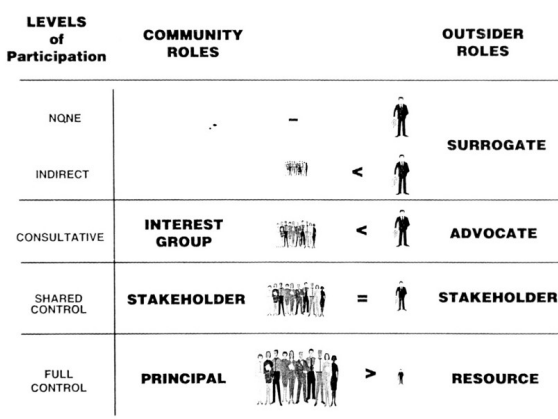 LEVELS
of
Participation
COMMUNITY
ROLES
OUTSIDER
ROLES
NONE
–
SURROGATE
INDIRECT
<
CONSULTATIVE
INTEREST
GROUP
<
ADVOCATE
SHARED
CONTROL
STAKEHOLDER
=
STAKEHOLDER
FULL
CONTROL
PRINCIPAL
>
RESOURCE